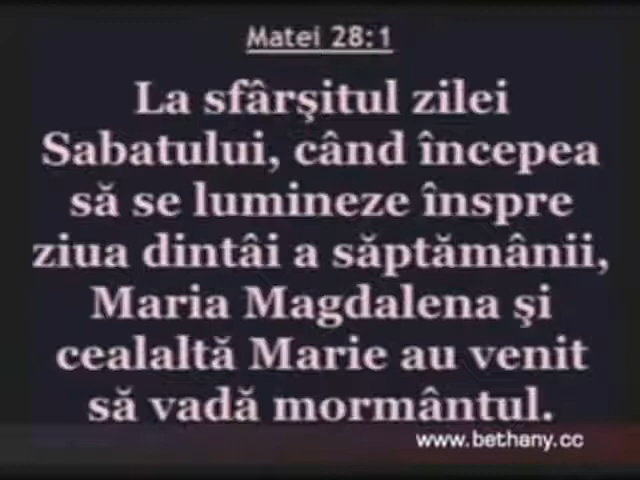 Matei 28:1
La sfârşitul zilei
Sabatului, când începea
să se lumineze înspre
ziua dintâi a săptămânii,
Maria Magdalena şi
cealaltă Marie au venit
să vadă mormântul.
www.bethany.cc